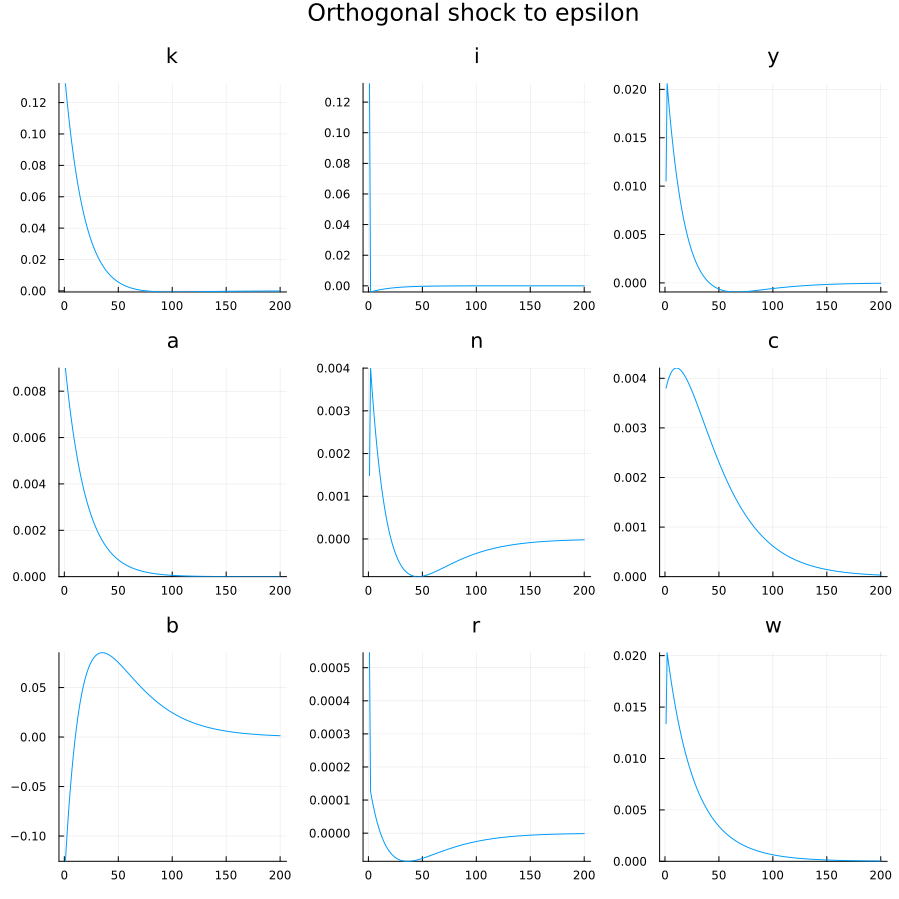 Orthogonal shock to epsilon
k i y
0.12 0.12 0.020
0.10 0.10 0.015
0.08 0.08 0.010
0.06 0.06 0.005
0.04 0.04 0.000
0.02 0.02
0.00 0.00
0 50 100 150 200 0 50 100 150 200 0 50 100 150 200
a n c
0.008 0.004 0.004
0.006 0.003 0.003
0.004 0.002 0.002
0.002 0.001 0.001
0.000 0.000 0.000
0 50 100 150 200 0 50 100 150 200 0 50 100 150 200
b r w
0.05 0.0005 0.020
0.00 0.0004 0.015
−0.05 0.0003 0.010
−0.10 0.0002 0.005
0.0001 0.000
0.0000
0 50 100 150 200 0 50 100 150 200 0 50 100 150 200